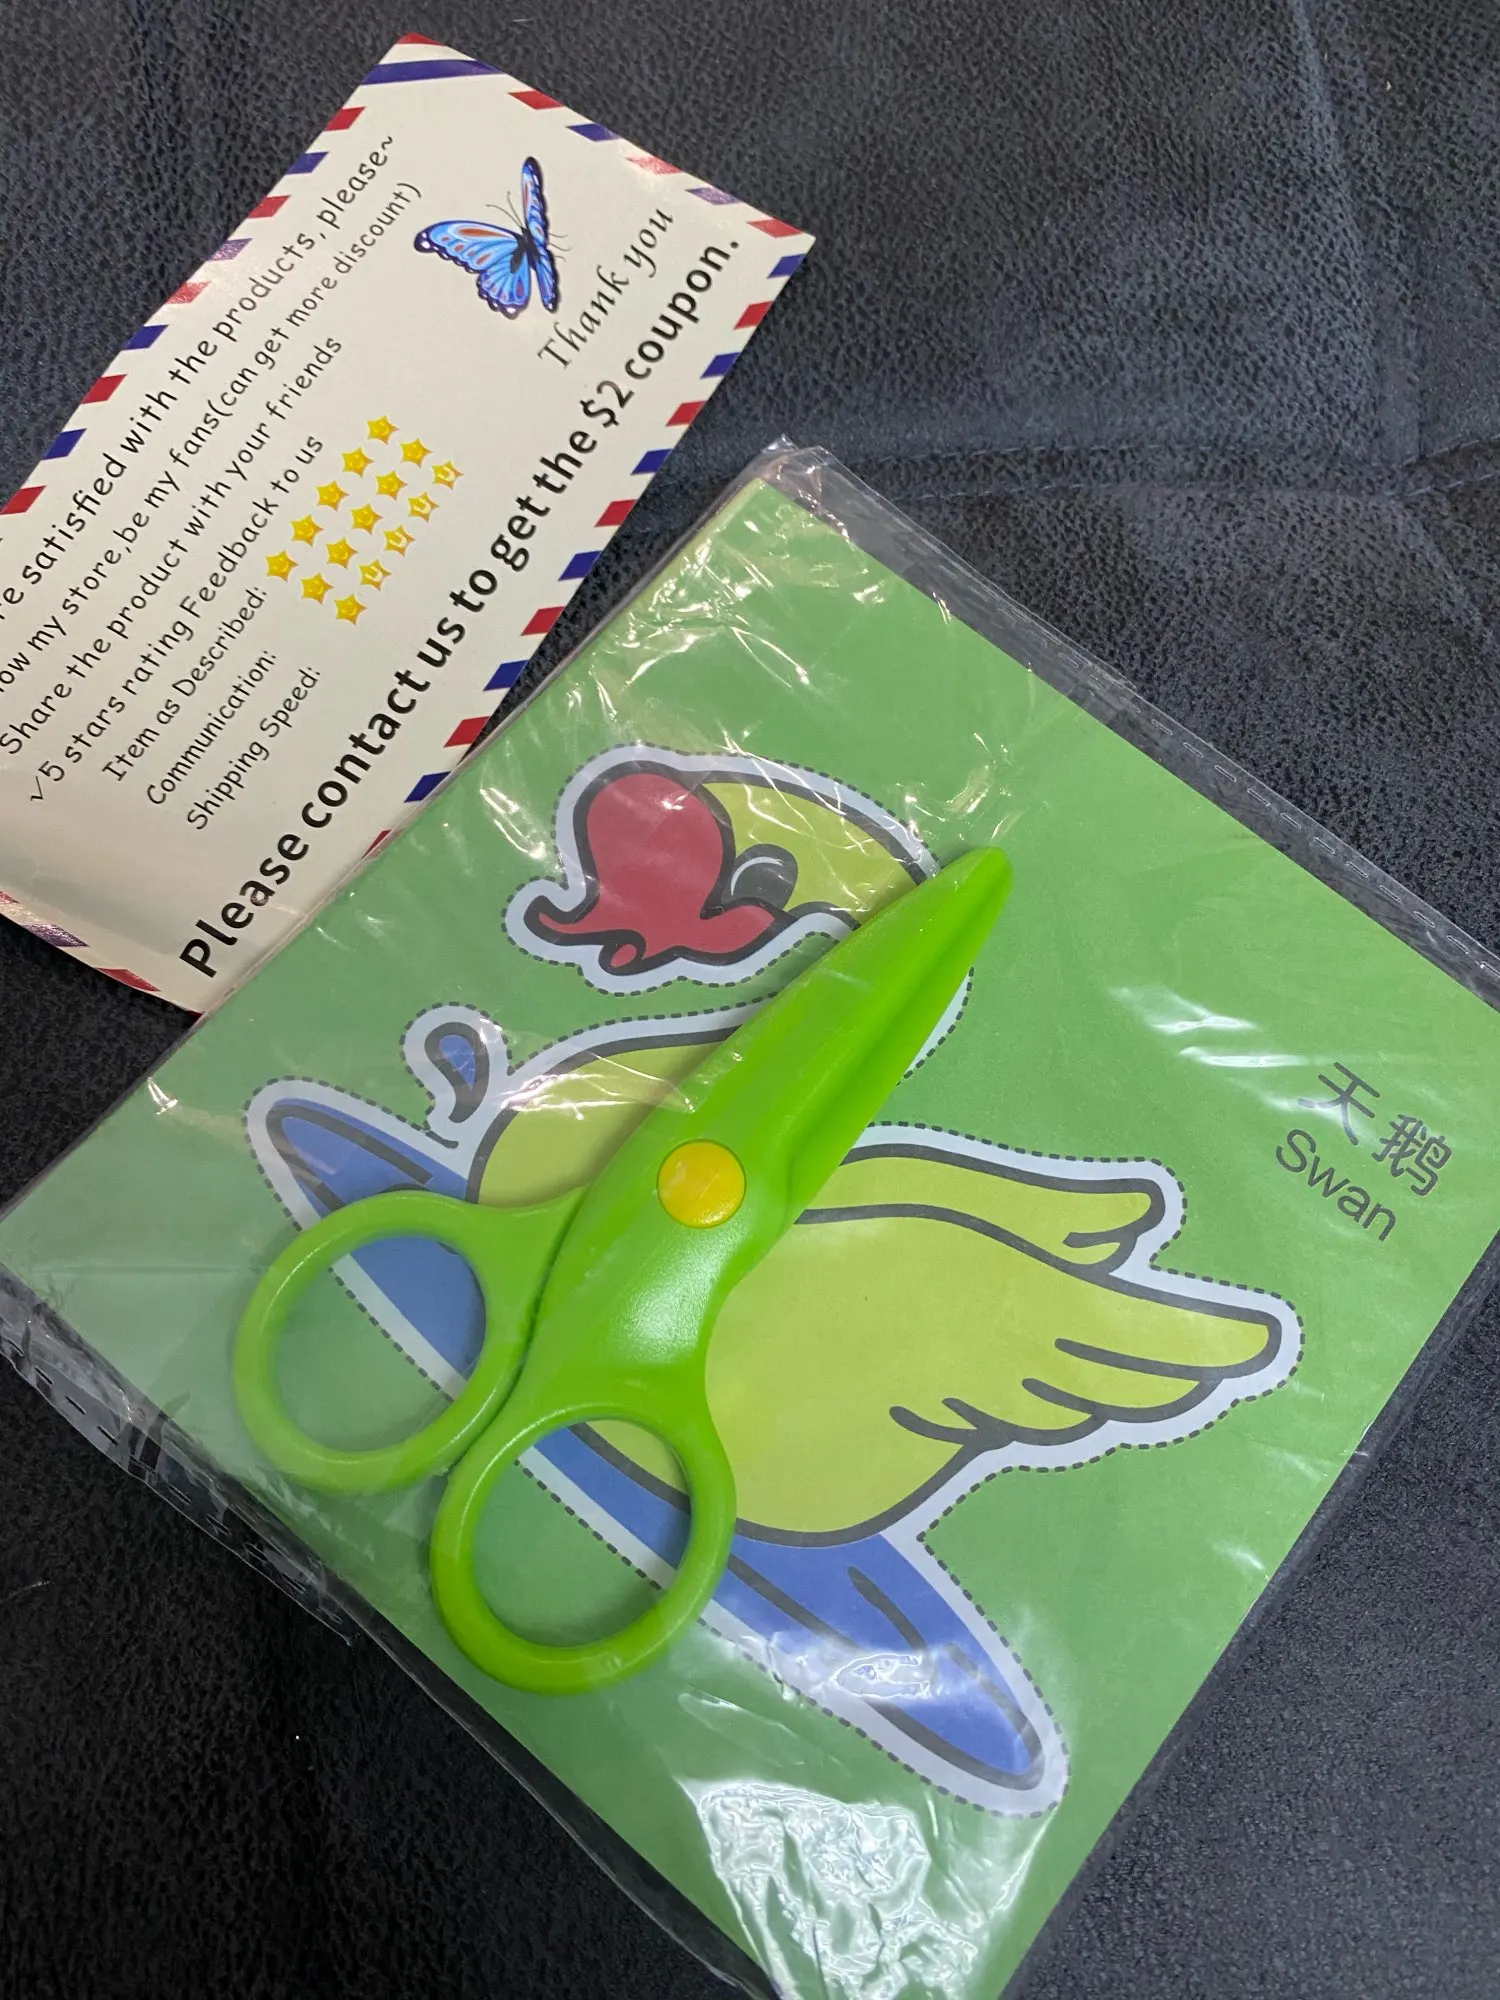 satisfied with the products, please~
my store,be my fans(can get more discount)
Share the product with your friends
✓5 stars rating Feedback to us
Item as Described:
Communication:
Shipping Speed:
Thank you
Please contact us to get the $2 coupon.
天鹅
Swan